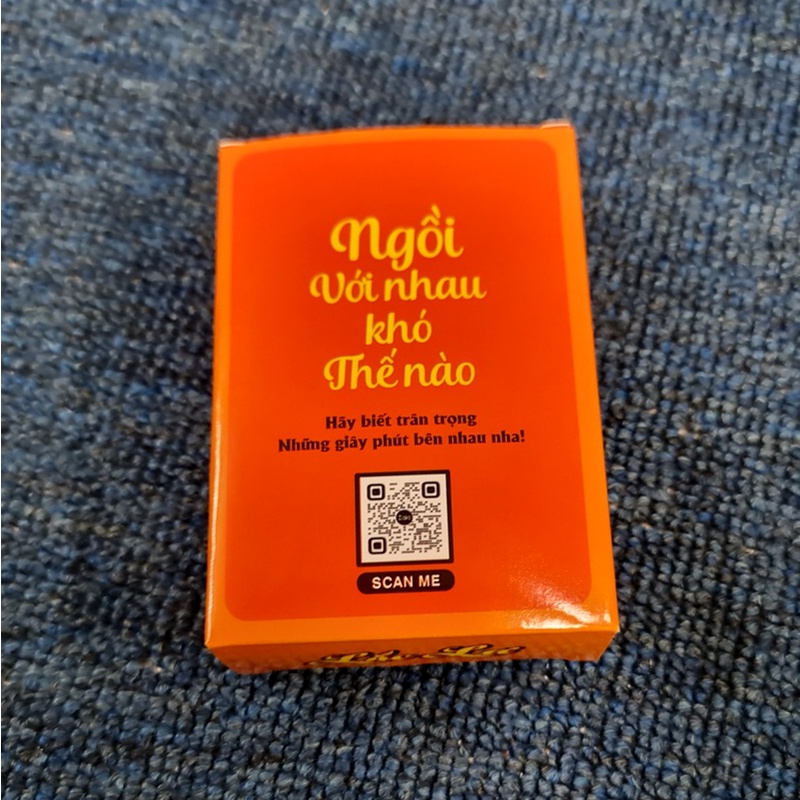 Ngồi
Với nhau
khó
Thế nào
Hãy biết trân trọng
Những giây phút bên nhau nha!
SCAN ME